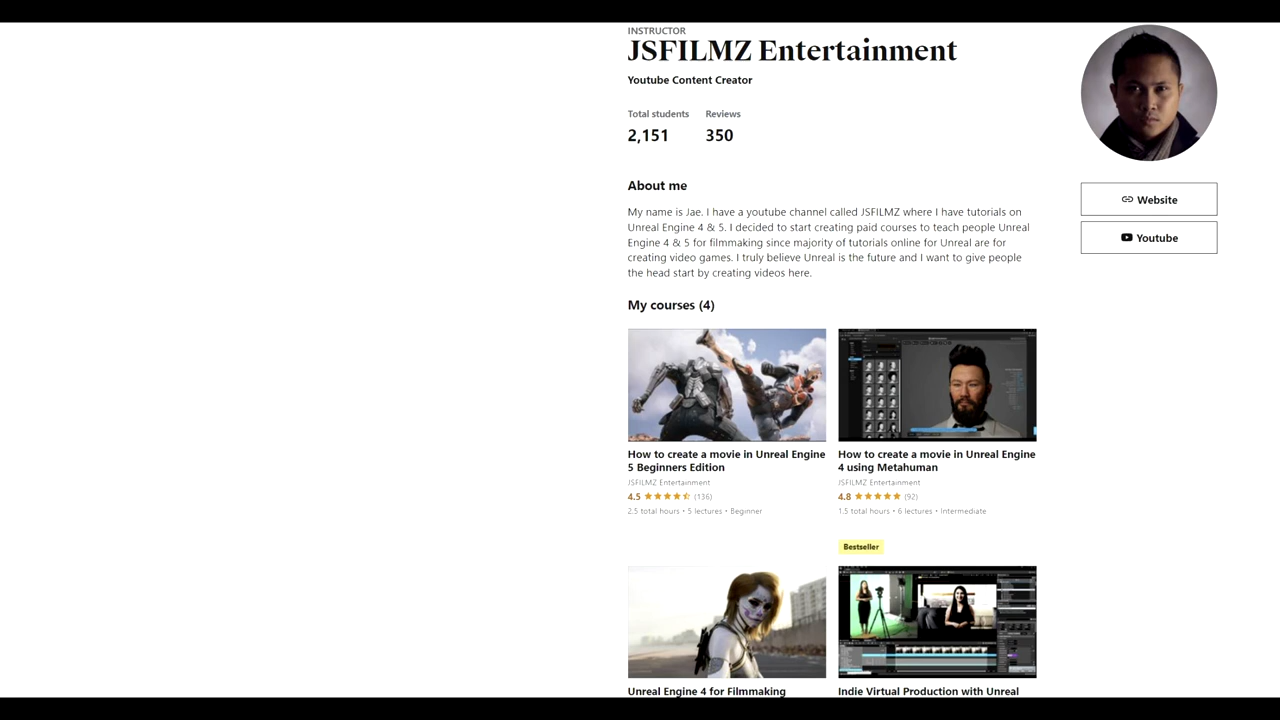 INSTRUCTOR
JSFILMZ Entertainment
Youtube Content Creator
Total students Reviews
2,151 350
About me
My name is Jae. I have a youtube channel called JSFILMZ where I have tutorials on
Unreal Engine 4 & 5. I decided to start creating paid courses to teach people Unreal
Engine 4 & 5 for filmmaking since majority of tutorials online for Unreal are for
creating video games. I truly believe Unreal is the future and I want to give people
the head start by creating videos here.
Website
Youtube
My courses (4)
How to create a movie in Unreal Engine
5 Beginners Edition
JSFILMZ Entertainment
4.5 (136)
2.5 total hours • 5 lectures • Beginner
How to create a movie in Unreal Engine
4 using Metahuman
JSFILMZ Entertainment
4.8 (92)
1.5 total hours • 6 lectures • Intermediate
Bestseller
Unreal Engine 4 for Filmmaking
Indie Virtual Production with Unreal